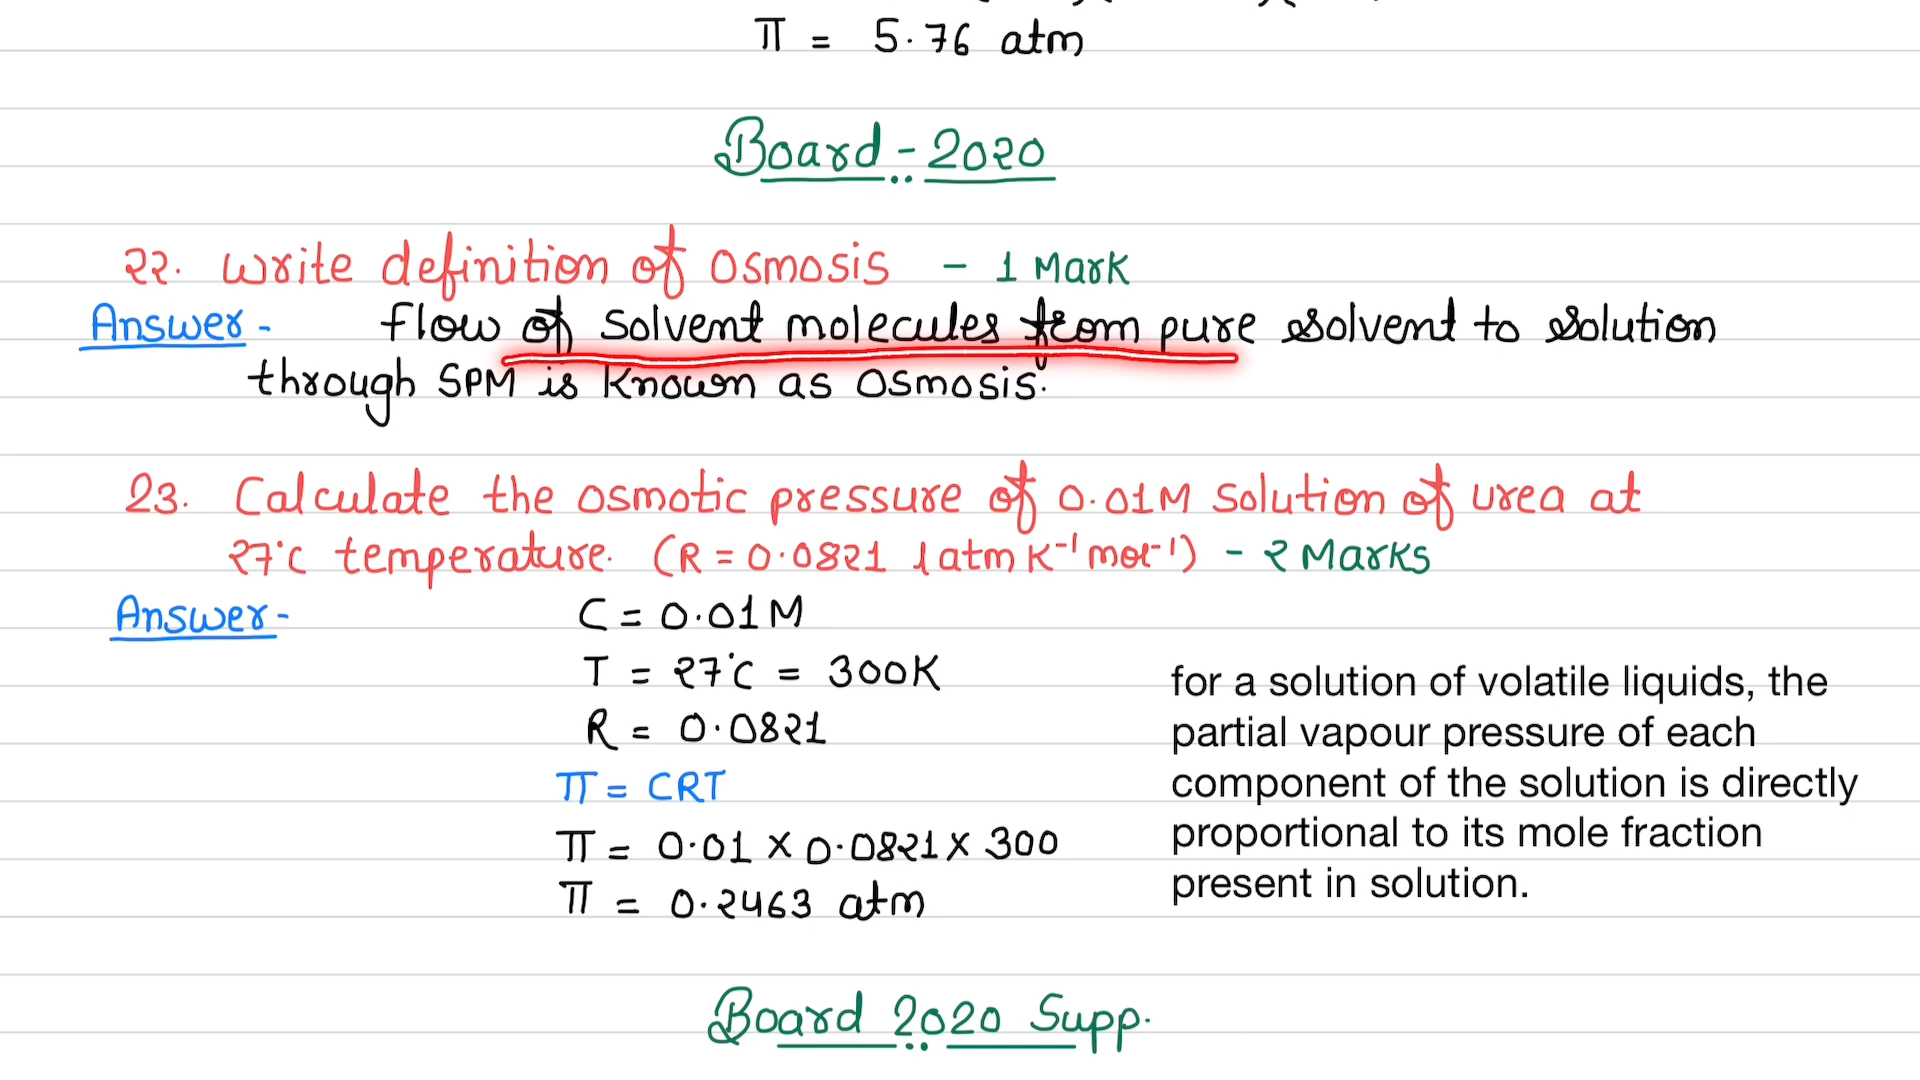 π = 5.76 atm
Board - 2020
22. Write definition of Osmosis - 1 Mark
Answer - flow of solvent molecules from pure solvent to solution
through SPM is known as Osmosis.
23. Calculate the osmotic pressure of 0.01M solution of urea at
27°C temperature. (R = 0.0821 l atm K⁻¹ mol⁻¹) - 2 Marks
Answer -
C = 0.01 M
T = 27°C = 300K
R = 0.0821
π = CRT
π = 0.01 × 0.0821 × 300
π = 0.2463 atm
for a solution of volatile liquids, the
partial vapour pressure of each
component of the solution is directly
proportional to its mole fraction
present in solution.
Board 2020 Supp.